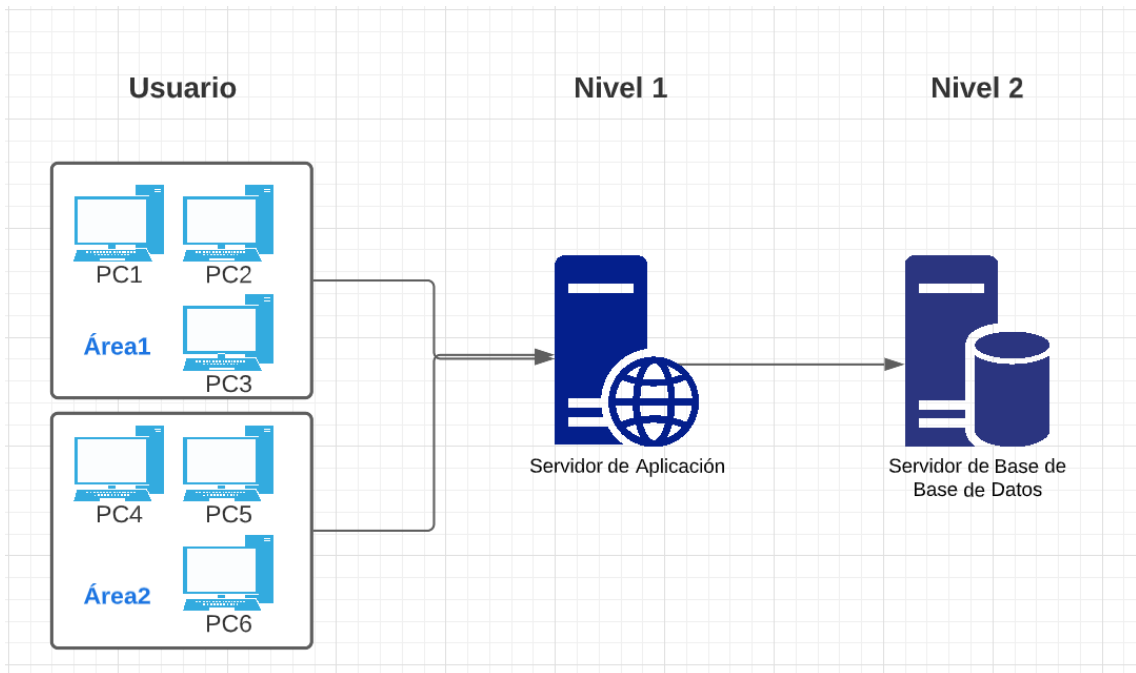 Usuario
Nivel 1
Nivel 2
PC1
PC2
Área1
PC3
PC4
PC5
Área2
PC6
Servidor de Aplicación
Servidor de Base de
Base de Datos